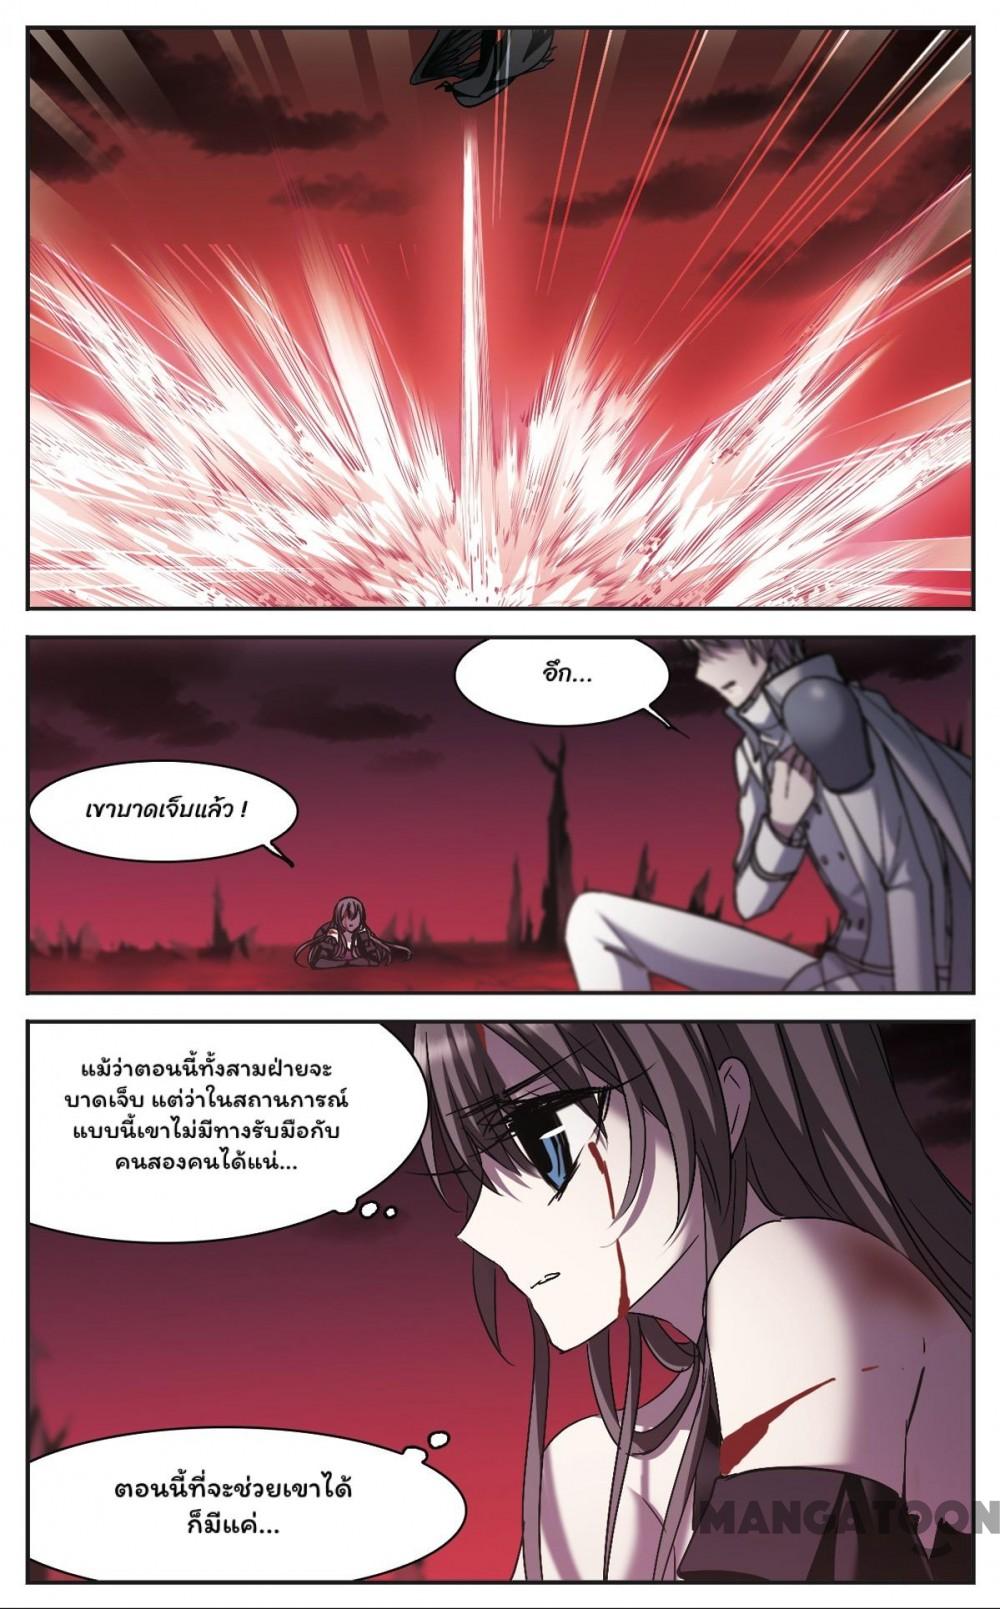 อึก...
เขาบาดเจ็บแล้ว !
แม้ว่าตอนนี้ทั้งสามฝ่ายจะ
บาดเจ็บ แต่ว่าในสถานการณ์
แบบนี้เขาไม่มีทางรับมือกับ
คนสองคนได้แน่...
ตอนนี้ที่จะช่วยเขาได้
ก็มีแค่...
MANGATOON